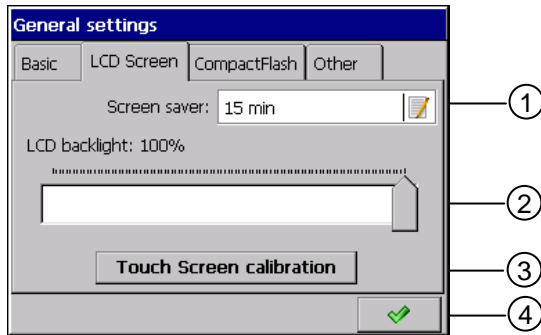 General settings
Basic LCD Screen CompactFlash Other
Screen saver: 15 min 1
LCD backlight: 100%
2
Touch Screen calibration 3
4